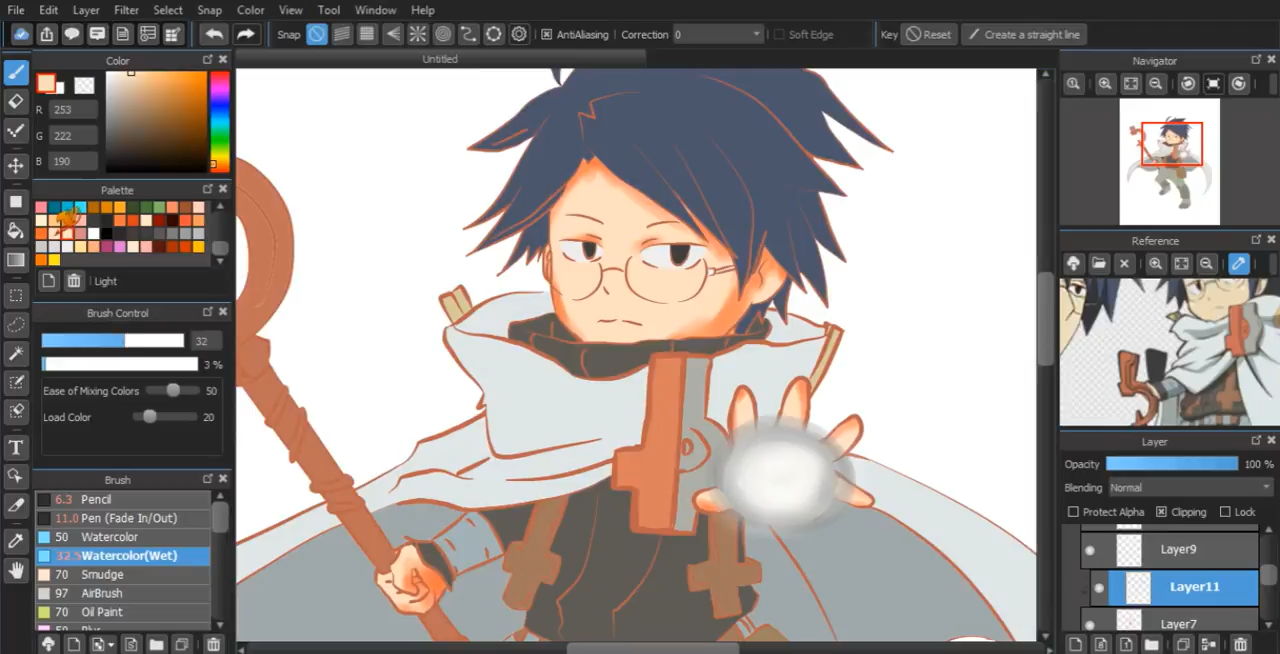 File Edit Layer Filter Select Snap Color View Tool Window Help
Snap AntiAliasing Correction 0 Soft Edge Key Reset Create a straight line
Color
Untitled
Navigator
R 253
G 222
B 190
Palette
Light
Reference
Brush Control
32
3 %
Ease of Mixing Colors 50
Load Color 20
Layer
Opacity 100 %
Blending Normal
Protect Alpha Clipping Lock
Brush
6.3 Pencil
11.0 Pen (Fade In/Out)
50 Watercolor
Watercolor(Wet)
70 Smudge
97 AirBrush
70 Oil Paint
Layer9
Layer11
Layer7